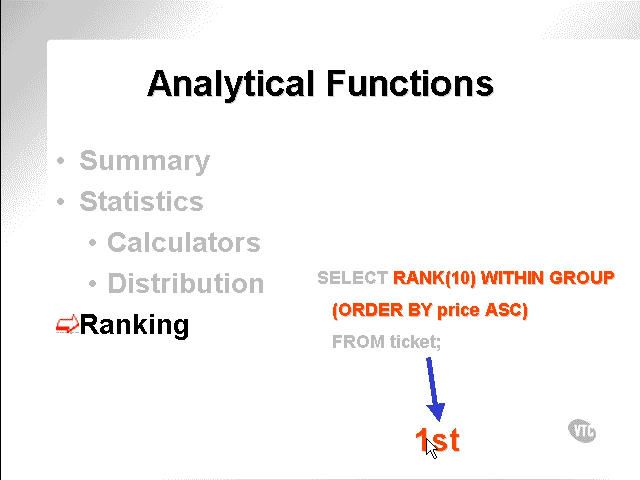 Analytical Functions
• Summary
• Statistics
• Calculators
• Distribution
Ranking
SELECT RANK(10) WITHIN GROUP
(ORDER BY price ASC)
FROM ticket;
1st
VTC